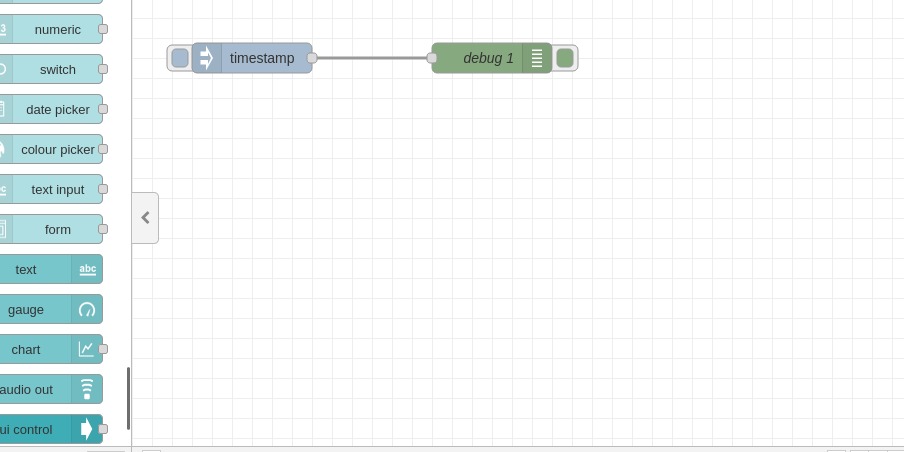 numeric
timestamp
debug 1
switch
date picker
colour picker
text input
form
text
abc
gauge
chart
audio out
ui control